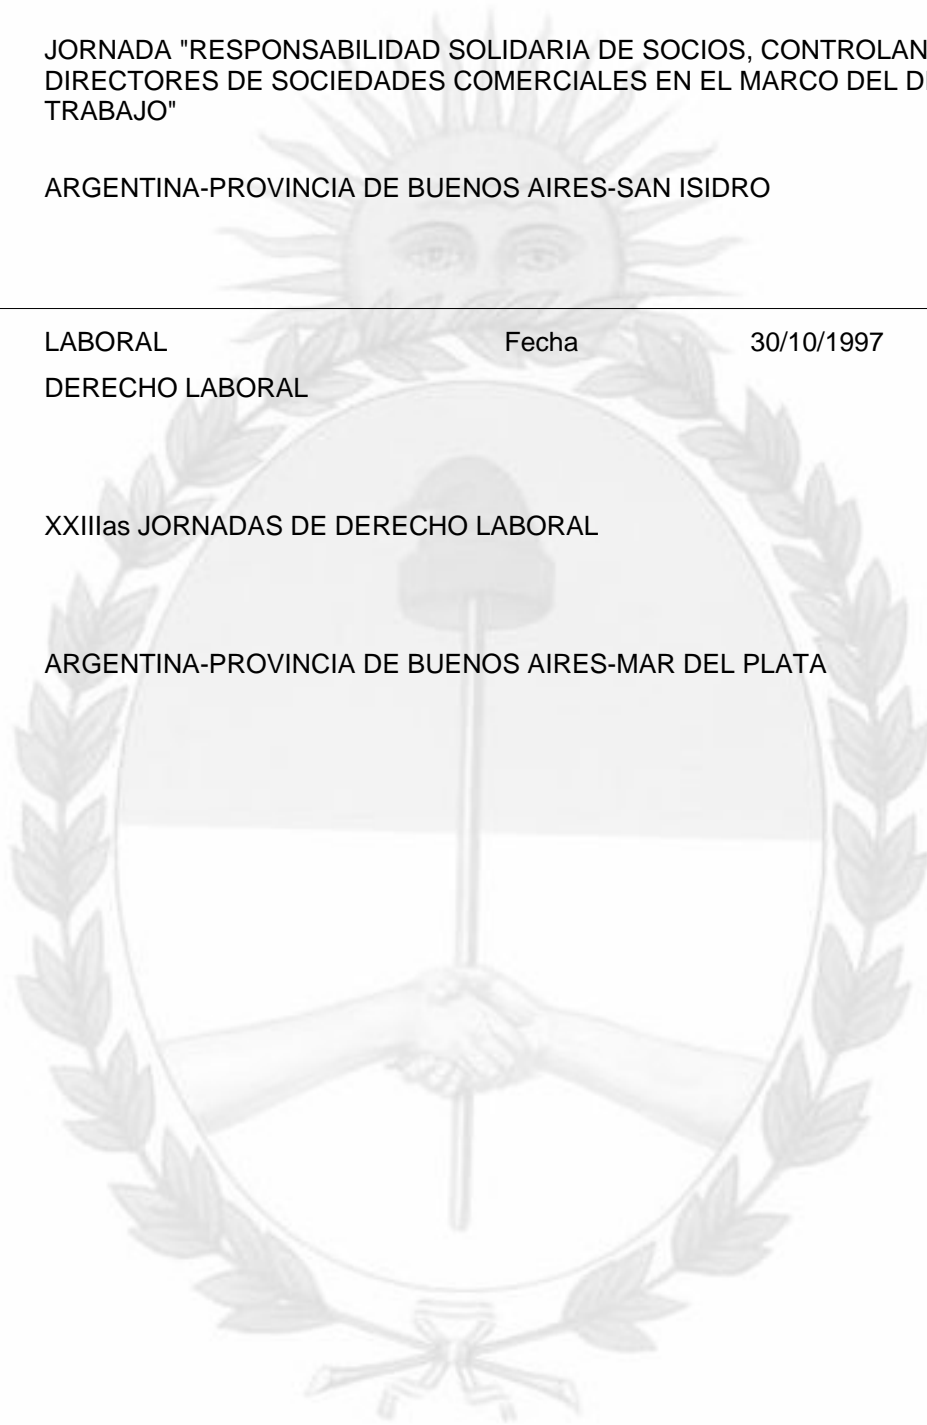 JORNADA "RESPONSABILIDAD SOLIDARIA DE SOCIOS, CONTROLAN
DIRECTORES DE SOCIEDADES COMERCIALES EN EL MARCO DEL
TRABAJO"
ARGENTINA-PROVINCIA DE BUENOS AIRES-SAN ISIDRO
LABORAL Fecha 30/10/1997
DERECHO LABORAL
XXIIIas JORNADAS DE DERECHO LABORAL
ARGENTINA-PROVINCIA DE BUENOS AIRES-MAR DEL PLATA